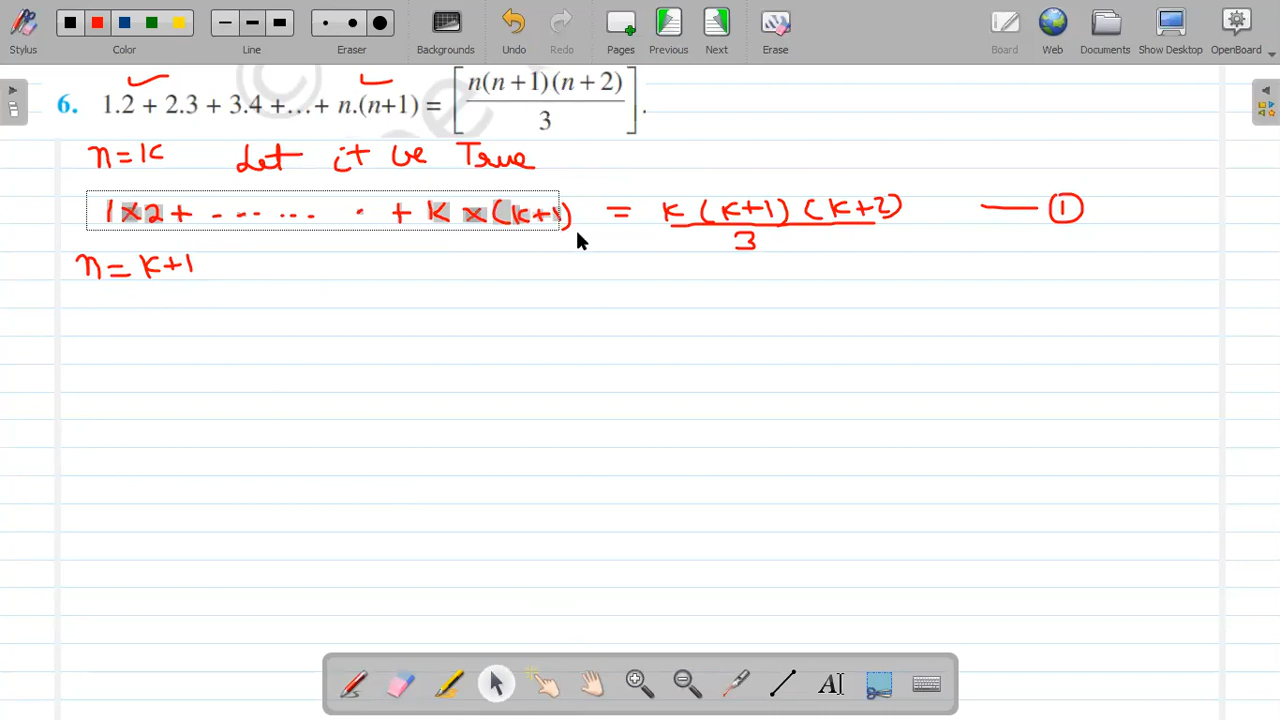 Stylus Color Line Eraser Backgrounds Undo Redo Pages Previous Next Erase Board Web Documents Show Desktop OpenBoard
6. 1.2 + 2.3 + 3.4 +...+ n.(n+1) = [n(n+1)(n+2)/3].
n=k Let it be True
1x2+ ......... + k x (k+1) = k (k+1) (k+2)/3 — ①
n = k+1